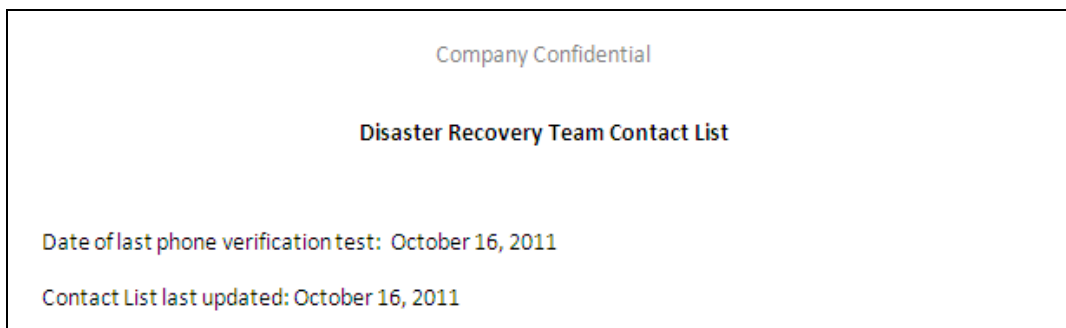 Company Confidential
Disaster Recovery Team Contact List
Date of last phone verification test: October 16, 2011
Contact List last updated: October 16, 2011